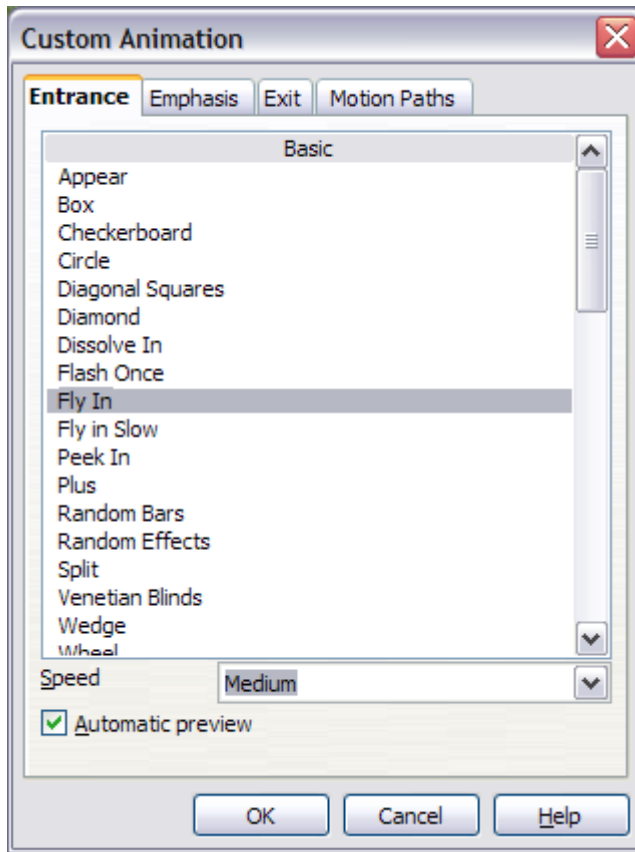 Custom Animation
Entrance Emphasis Exit Motion Paths
Basic
Appear
Box
Checkerboard
Circle
Diagonal Squares
Diamond
Dissolve In
Flash Once
Fly In
Fly in Slow
Peek In
Plus
Random Bars
Random Effects
Split
Venetian Blinds
Wedge
Wheel
Speed Medium
Automatic preview
OK Cancel Help